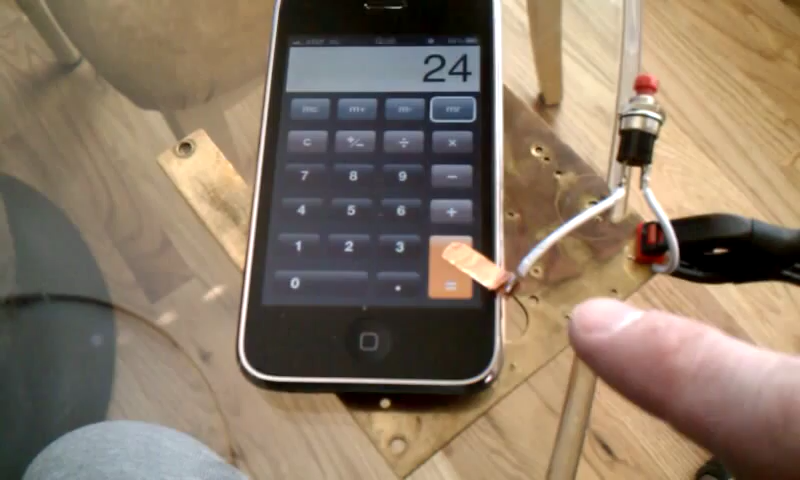 24
mc m+ m- mr
c +/− ÷ ×
7 8 9 −
4 5 6 +
1 2 3
0 . =